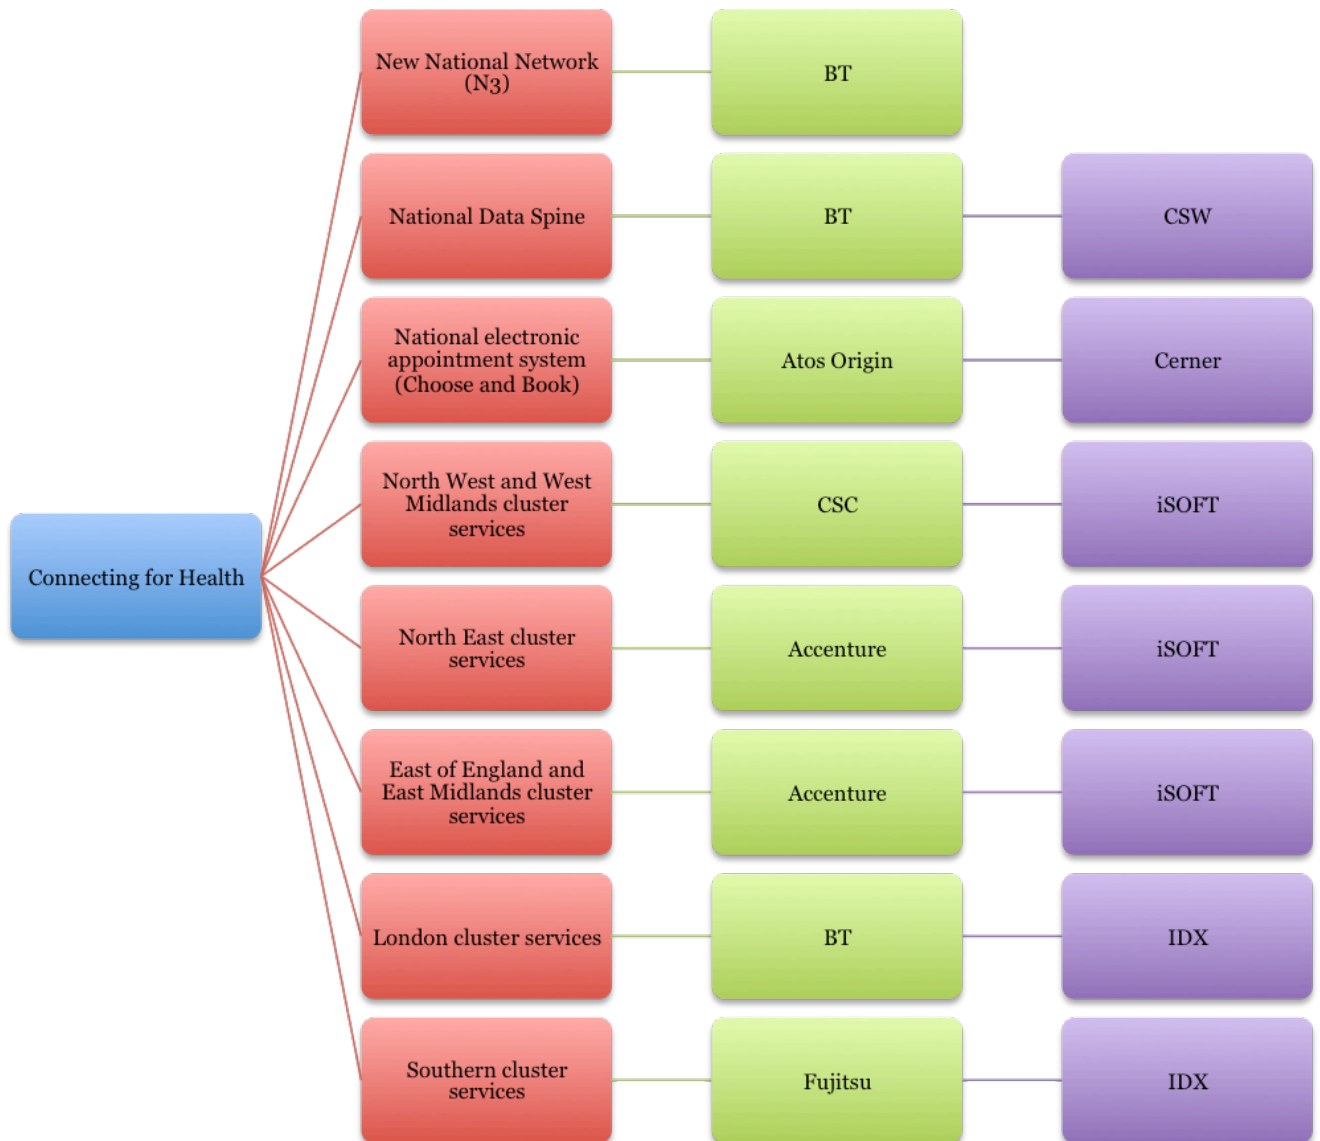 New National Network
(N3)
BT
National Data Spine
BT
CSW
National electronic
appointment system
(Choose and Book)
Atos Origin
Cerner
North West and West
Midlands cluster
services
CSC
iSOFT
Connecting for Health
North East cluster
services
Accenture
iSOFT
East of England and
East Midlands cluster
services
Accenture
iSOFT
London cluster services
BT
IDX
Southern cluster
services
Fujitsu
IDX